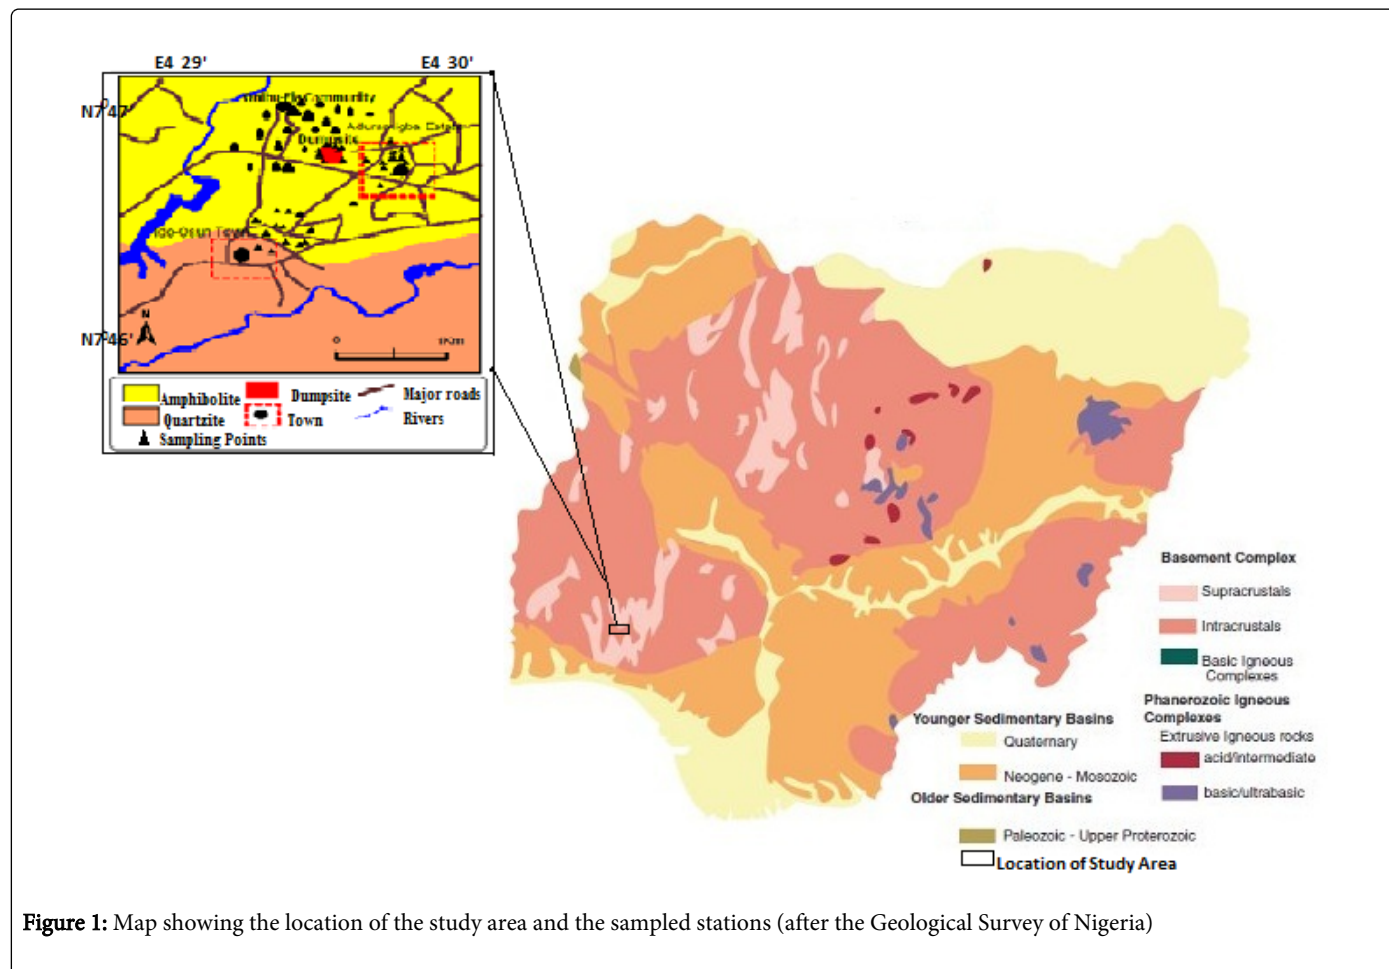 E4 29'
E4 30'
N7 47'
Community
Dumpsite
Town
N7 46'
N
0
Amphibolite
Dumpsite
Major roads
Quartzite
Town
Rivers
Sampling Points
Basement Complex
Supracrustals
Intracrustals
Basic Igneous
Complexes
Phanerozoic Igneous
Complexes
Extrusive Igneous rocks
acid/intermediate
basic/ultrabasic
Younger Sedimentary Basins
Quaternary
Neogene - Mosozoic
Older Sedimentary Basins
Paleozoic - Upper Proterozoic
Location of Study Area
Figure 1: Map showing the location of the study area and the sampled stations (after the Geological Survey of Nigeria)